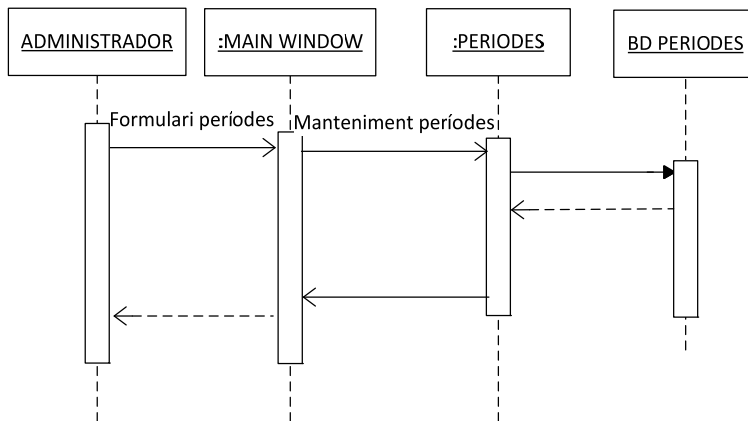 ADMINISTRADOR
:MAIN WINDOW
:PERIODES
BD PERIODES
Formulari períodes
Manteniment períodes